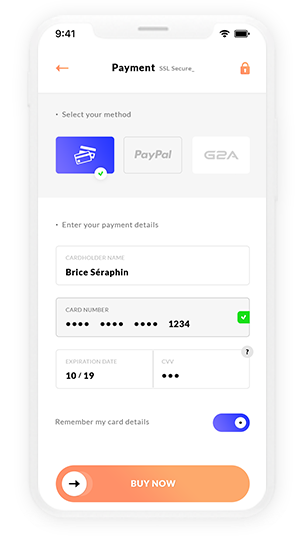 9:41
Payment SSL Secure_
• Select your method
PayPal G2A
• Enter your payment details
CARDHOLDER NAME
Brice Séraphin
CARD NUMBER
•••• •••• •••• 1234
?
EXPIRATION DATE CVV
10 / 19 •••
Remember my card details
BUY NOW